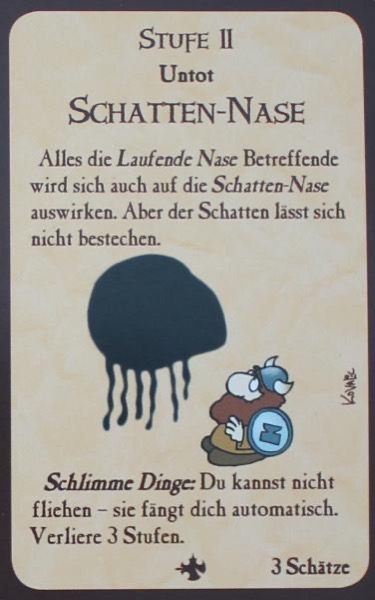 STUFE 11
Untot
SCHATTEN-NASE
Alles die Laufende Nase Betreffende
wird sich auch auf die Schatten-Nase
auswirken. Aber der Schatten lässt sich
nicht bestechen.
M
KOVALIC
Schlimme Dinge: Du kannst nicht
fliehen – sie fängt dich automatisch.
Verliere 3 Stufen.
3 Schätze